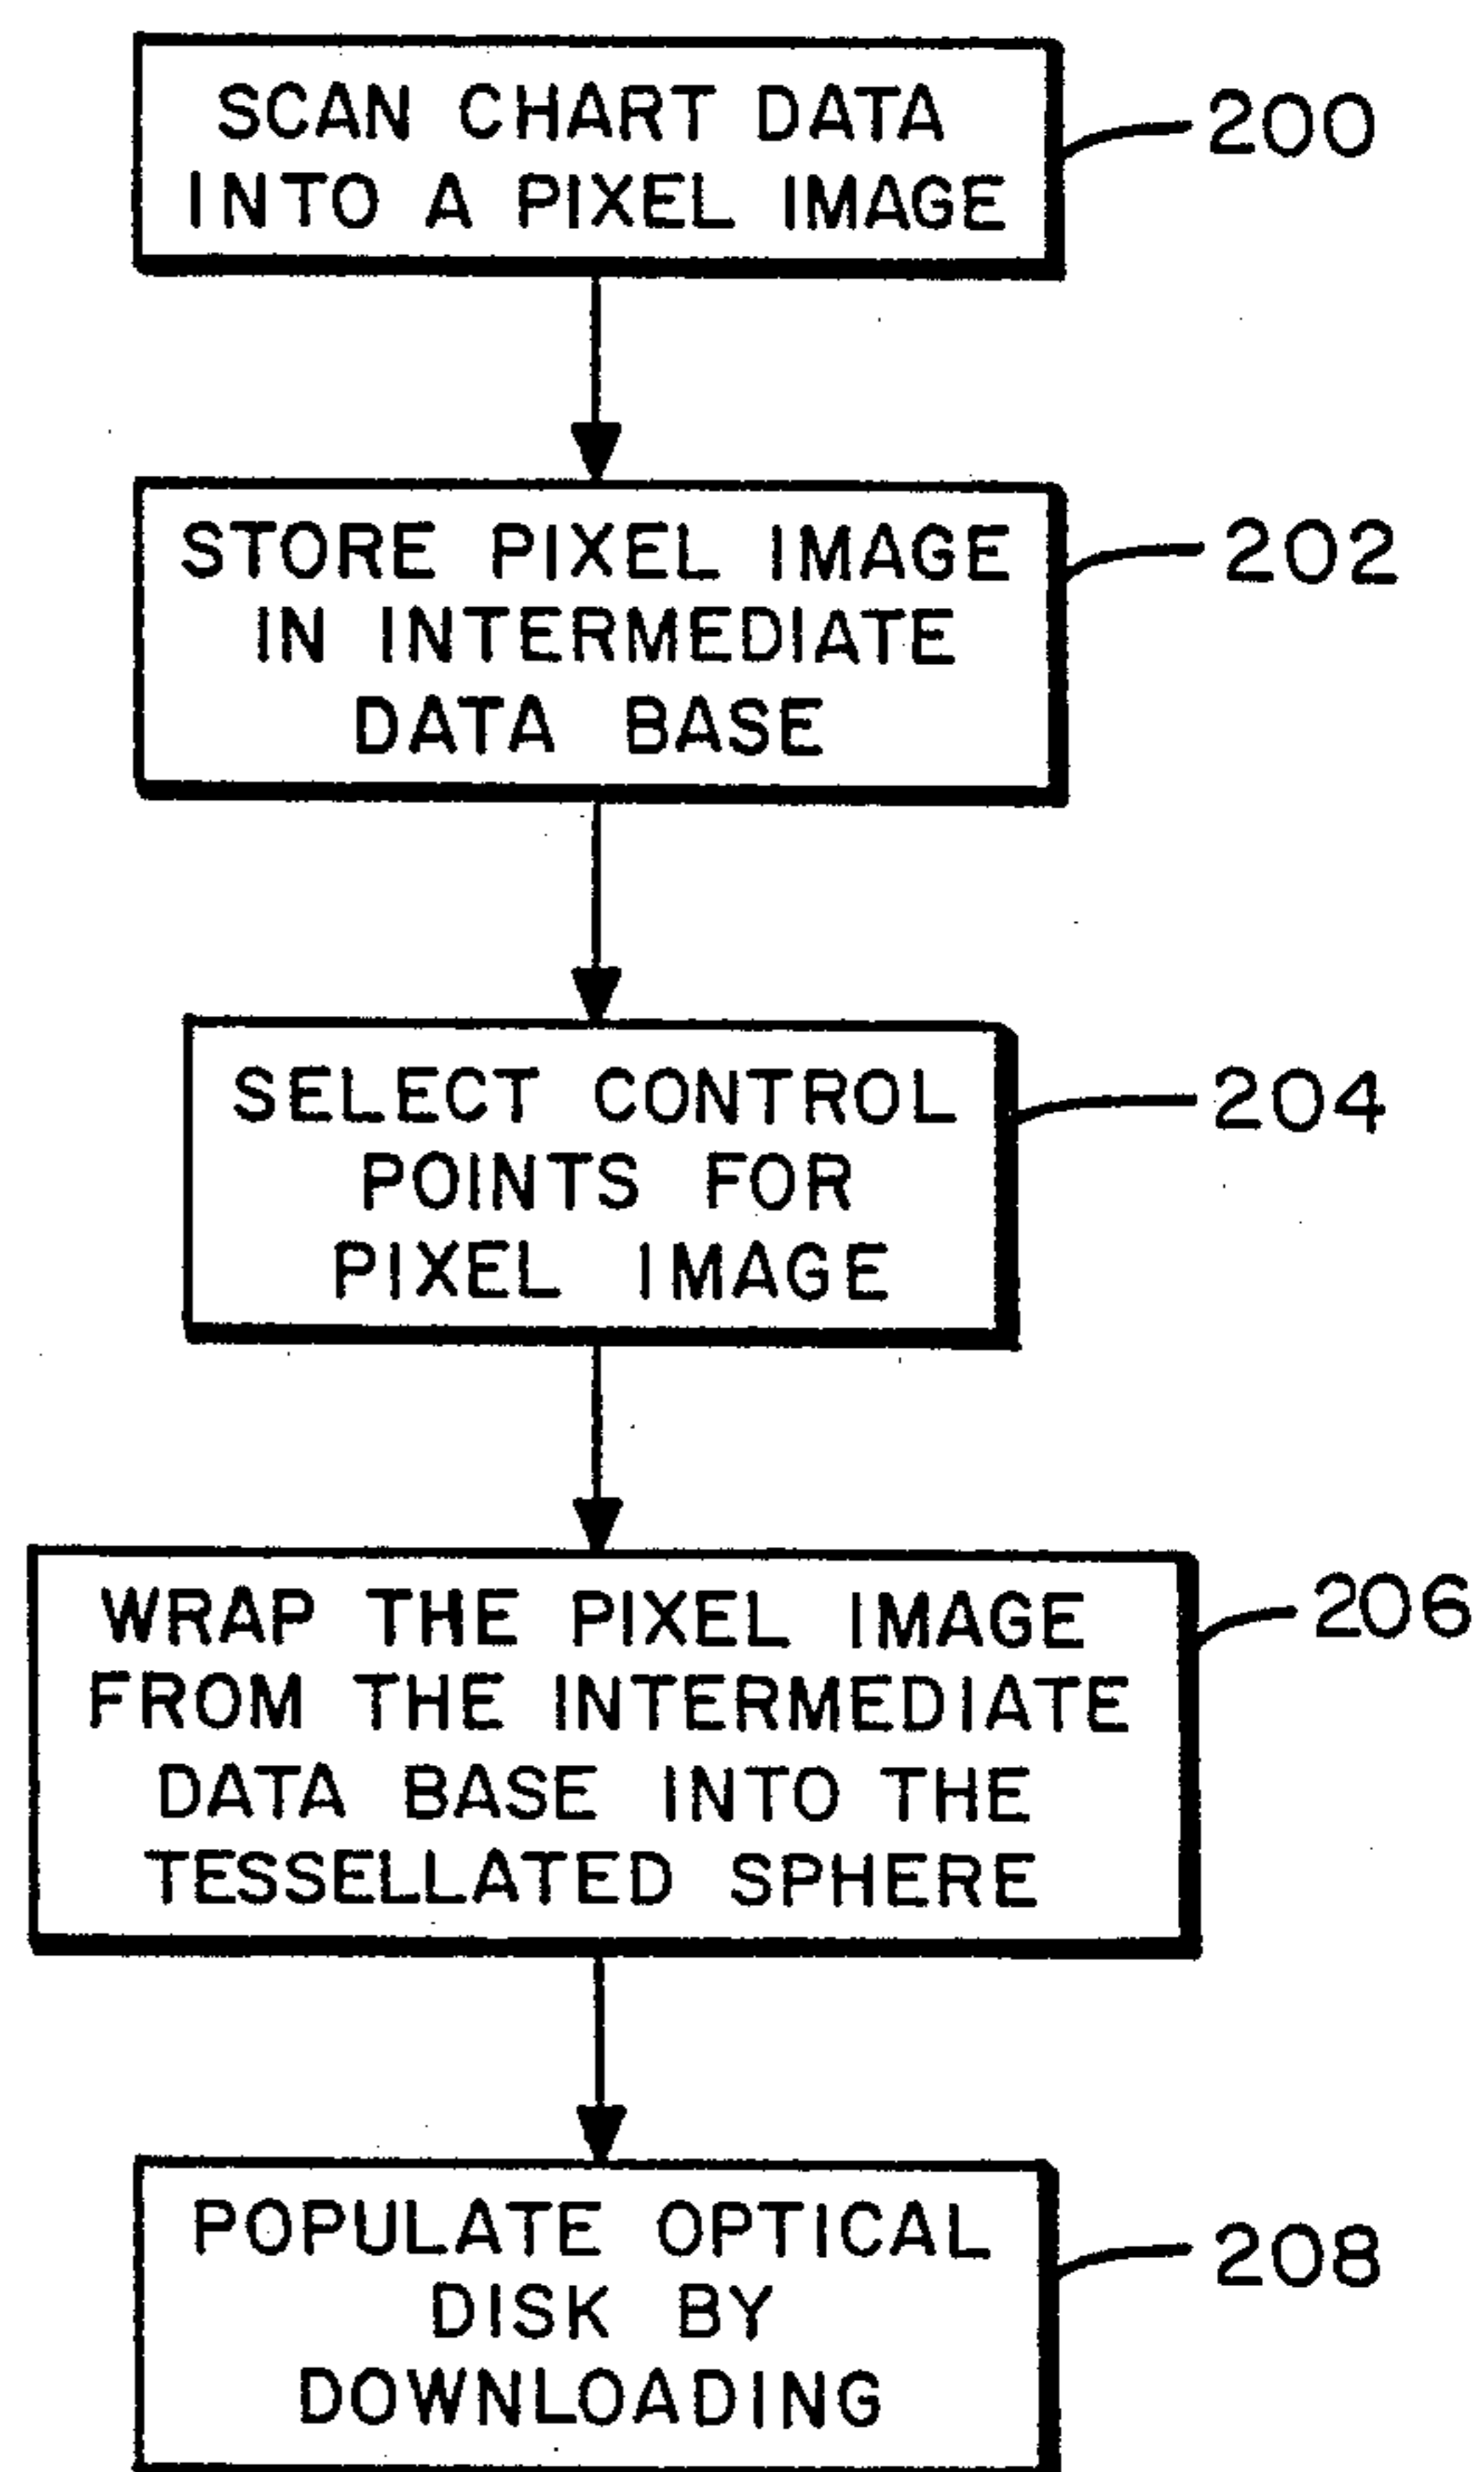 SCAN CHART DATA
INTO A PIXEL IMAGE
200
STORE PIXEL IMAGE
IN INTERMEDIATE
DATA BASE
202
SELECT CONTROL
POINTS FOR
PIXEL IMAGE
204
WRAP THE PIXEL IMAGE
FROM THE INTERMEDIATE
DATA BASE INTO THE
TESSELLATED SPHERE
206
POPULATE OPTICAL
DISK BY
DOWNLOADING
208